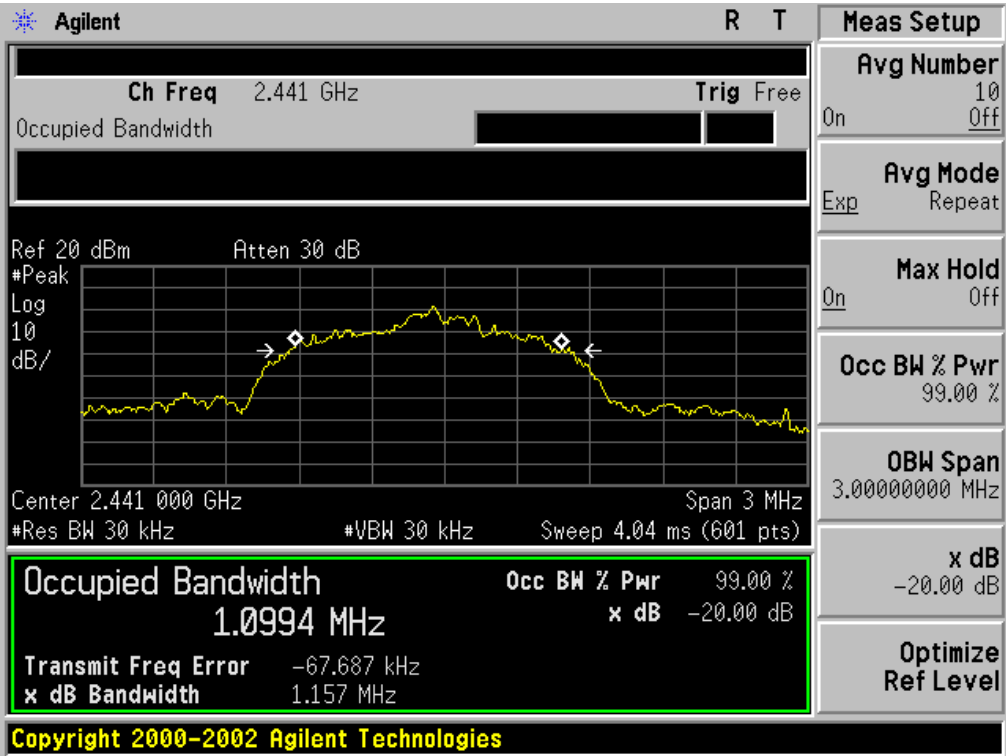 Agilent R T
Meas Setup
Ch Freq 2.441 GHz Trig Free
Occupied Bandwidth
Ref 20 dBm Atten 30 dB
#Peak
Log
10
dB/
Center 2.441 000 GHz Span 3 MHz
#Res BW 30 kHz #VBW 30 kHz Sweep 4.04 ms (601 pts)
Occupied Bandwidth Occ BW % Pwr 99.00 %
1.0994 MHz x dB -20.00 dB
Transmit Freq Error -67.687 kHz
x dB Bandwidth 1.157 MHz
Avg Number
10
On Off
Avg Mode
Exp Repeat
Max Hold
On Off
Occ BW % Pwr
99.00 %
OBW Span
3.00000000 MHz
x dB
-20.00 dB
Optimize
Ref Level
Copyright 2000-2002 Agilent Technologies